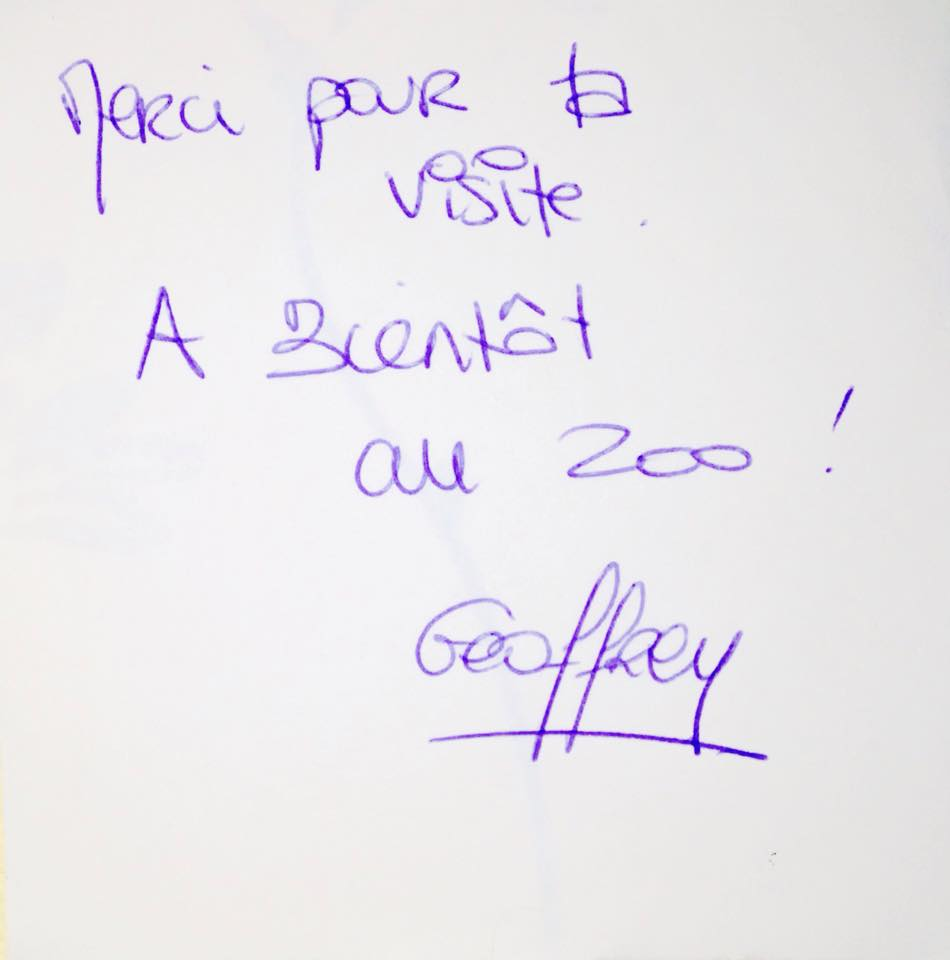 Merci pour ta
visite.
A Bientôt
au zoo !
Geoffrey